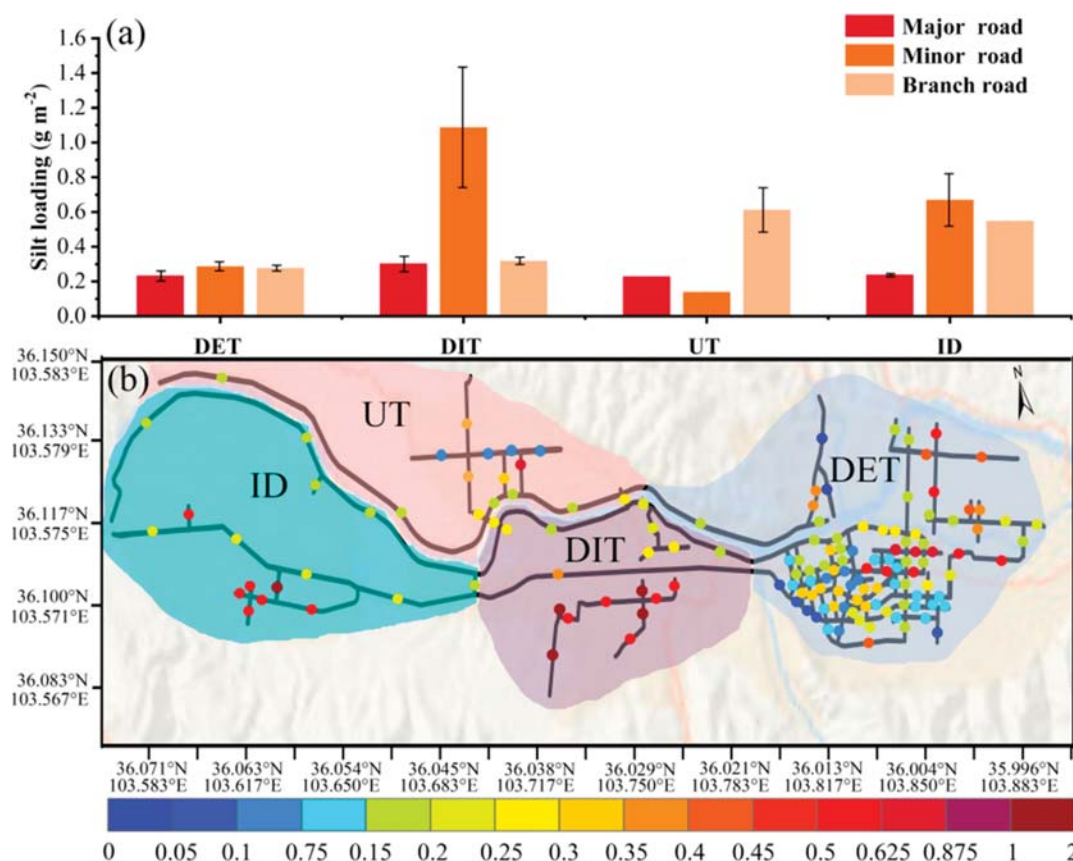 (a)
Major road
Minor road
Branch road
Silt loading (g m⁻²)
1.6
1.4
1.2
1.0
0.8
0.6
0.4
0.2
0.0
DET DIT UT ID
(b)
N
36.150°N
103.583°E
36.133°N
103.579°E
36.117°N
103.575°E
36.100°N
103.571°E
36.083°N
103.567°E
UT
ID
DIT
DET
36.071°N 36.063°N 36.054°N 36.045°N 36.038°N 36.029°N 36.021°N 36.013°N 36.004°N 35.996°N
103.583°E 103.617°E 103.650°E 103.683°E 103.717°E 103.750°E 103.783°E 103.817°E 103.850°E 103.883°E
0 0.05 0.1 0.75 0.15 0.2 0.25 0.3 0.35 0.4 0.45 0.5 0.625 0.875 1 2